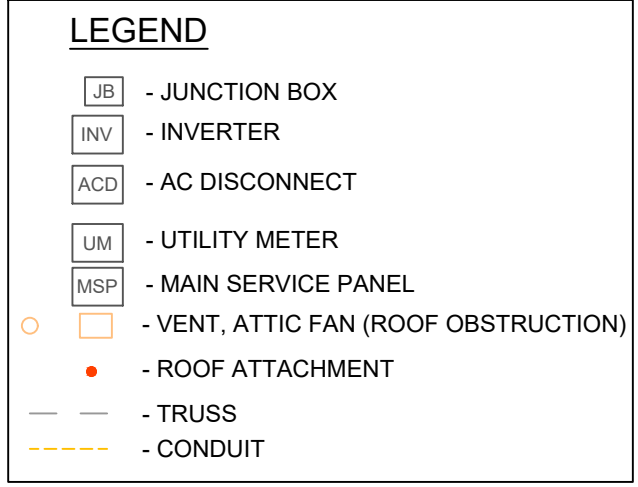 LEGEND
JB - JUNCTION BOX
INV - INVERTER
ACD - AC DISCONNECT
UM - UTILITY METER
MSP - MAIN SERVICE PANEL
- VENT, ATTIC FAN (ROOF OBSTRUCTION)
- ROOF ATTACHMENT
- TRUSS
- CONDUIT